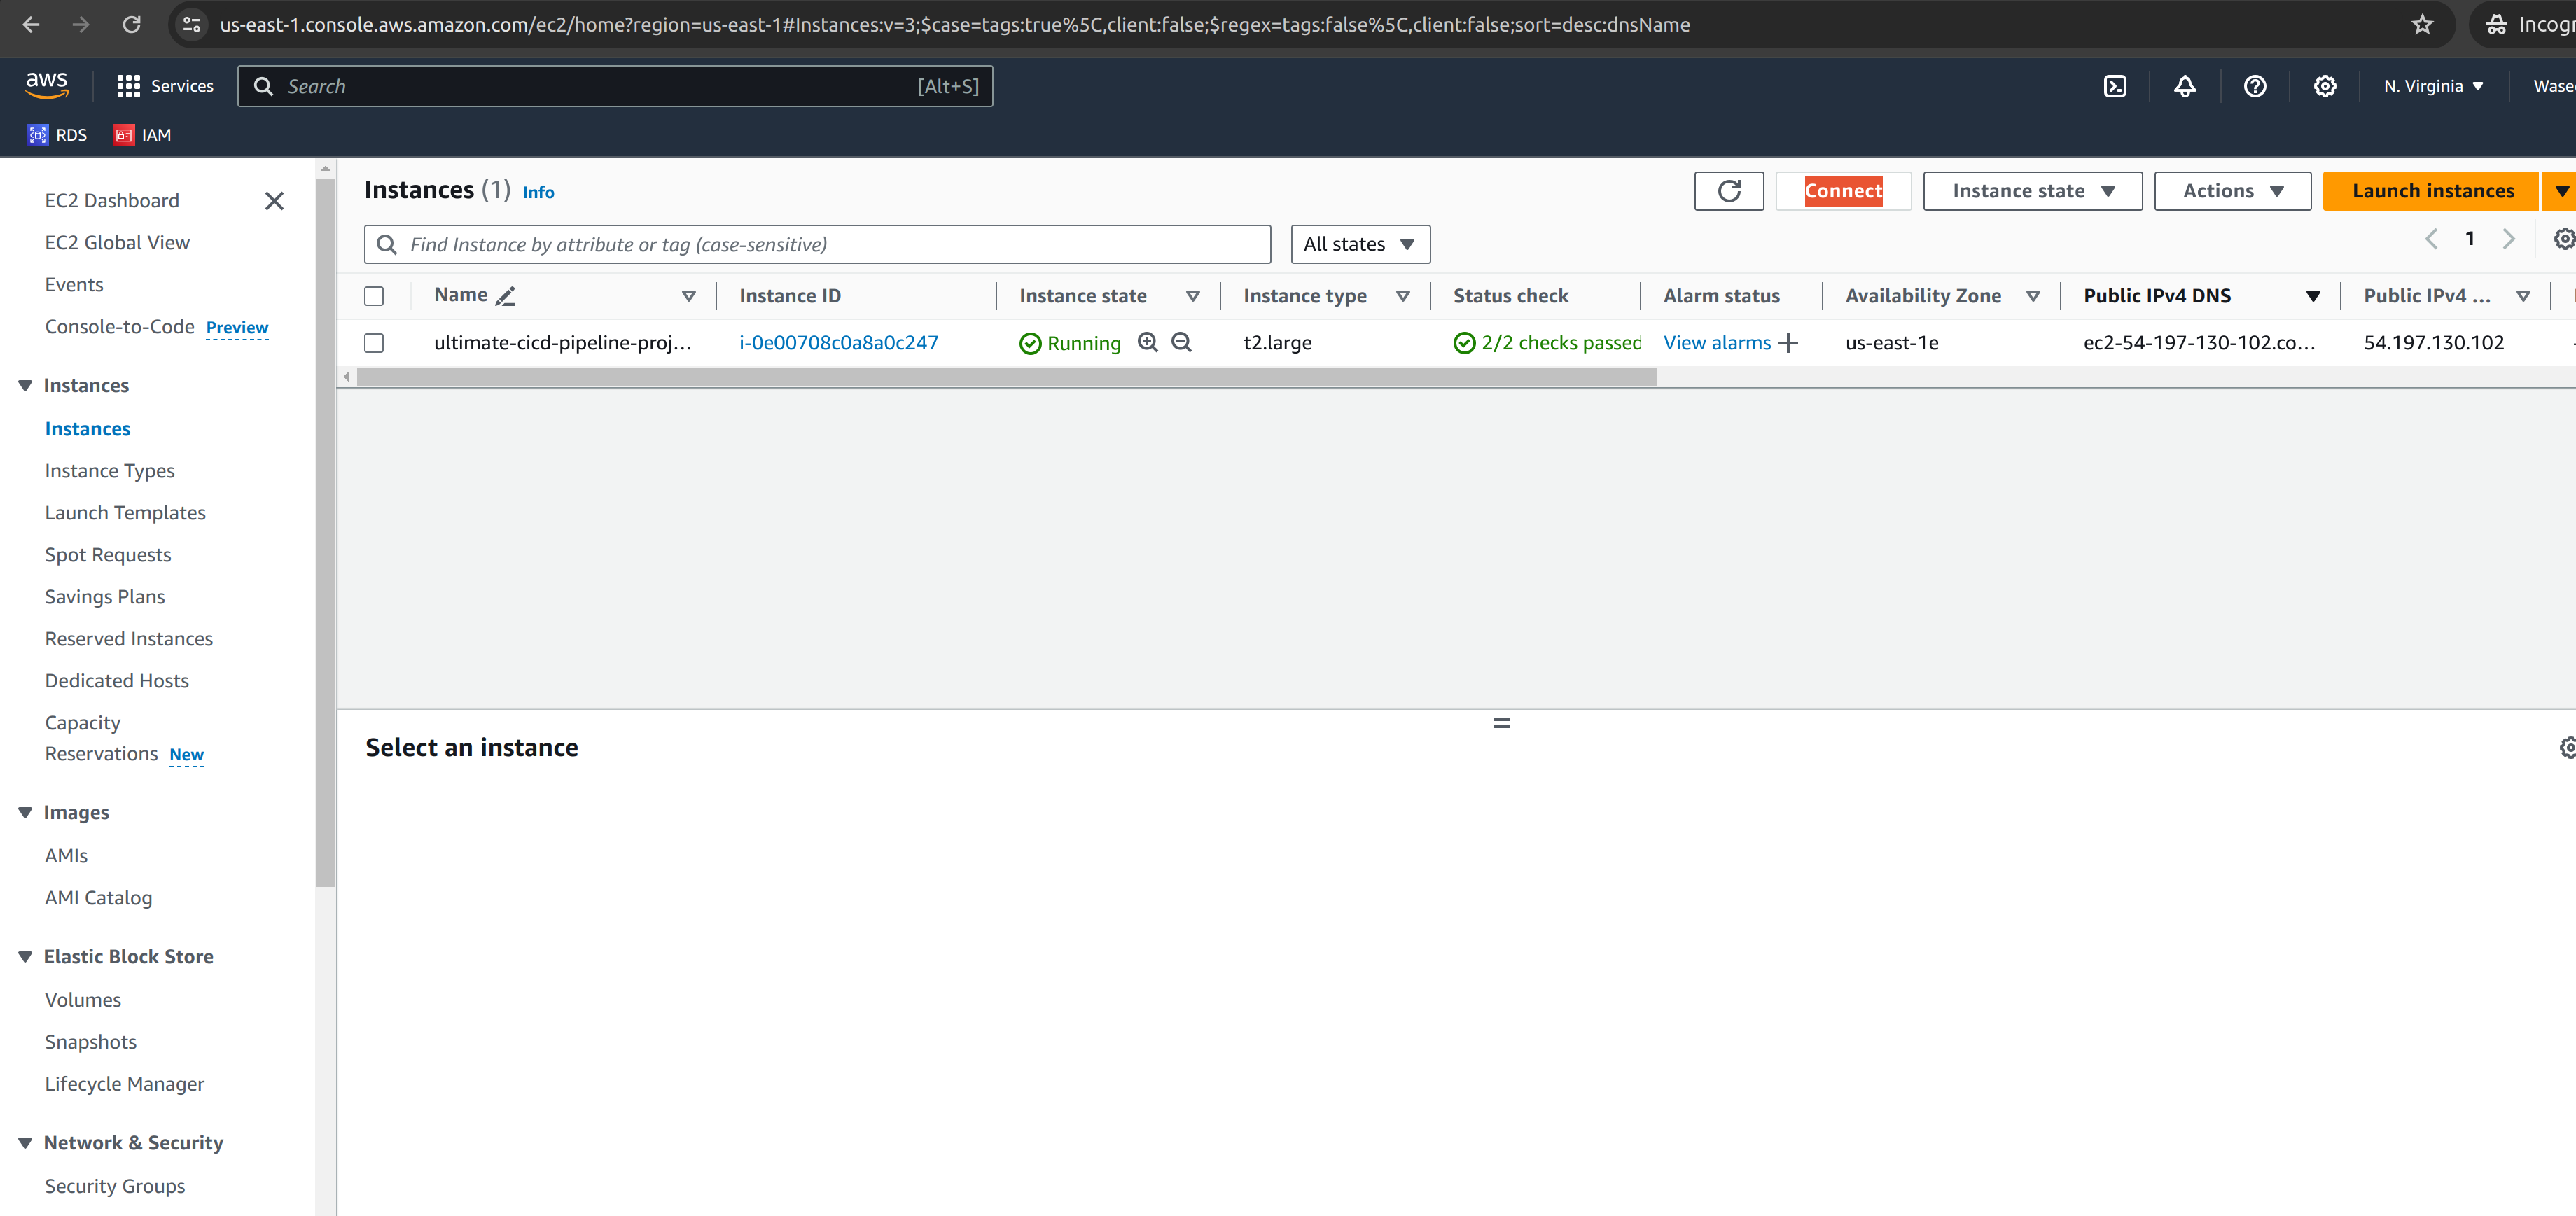 us-east-1.console.aws.amazon.com/ec2/home?region=us-east-1#Instances:v=3;$case=tags:true%5C,client:false;$regex=tags:false%5C,client:false;sort=desc:dnsName
Incogn
aws Services Search [Alt+S] N. Virginia Wase
RDS IAM
EC2 Dashboard
EC2 Global View
Events
Console-to-Code Preview
Instances
Instances
Instance Types
Launch Templates
Spot Requests
Savings Plans
Reserved Instances
Dedicated Hosts
Capacity
Reservations New
Images
AMIs
AMI Catalog
Elastic Block Store
Volumes
Snapshots
Lifecycle Manager
Network & Security
Security Groups
Instances (1) Info Connect Instance state Actions Launch instances
Find Instance by attribute or tag (case-sensitive) All states 1
Name Instance ID Instance state Instance type Status check Alarm status Availability Zone Public IPv4 DNS Public IPv4 ...
ultimate-cicd-pipeline-proj... i-0e00708c0a8a0c247 Running t2.large 2/2 checks passed View alarms us-east-1e ec2-54-197-130-102.co... 54.197.130.102
Select an instance